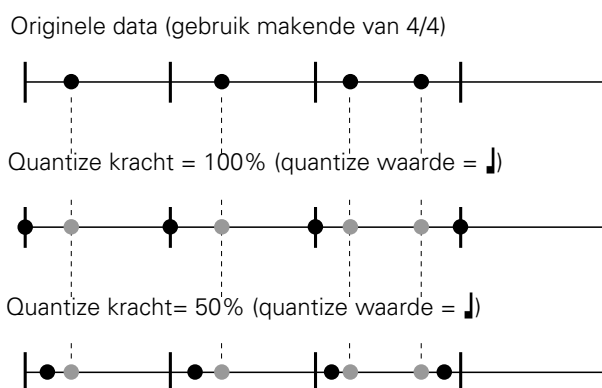 Originele data (gebruik makende van 4/4)
Quantize kracht = 100% (quantize waarde = ♩)
Quantize kracht= 50% (quantize waarde = ♩)